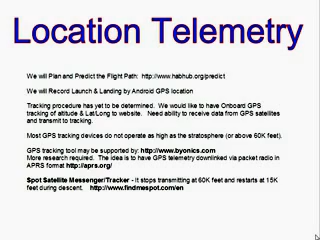 Location Telemetry
We will Plan and Predict the Flight Path:  http://www.habhub.org/predict
We will Record Launch & Landing by Android GPS location
Tracking procedure has yet to be determined.  We would like to have Onboard GPS
tracking of altitude & Lat/Long to website.   Need ability to receive data from GPS satellites
and transmit to tracking.
Most GPS tracking devices do not operate as high as the stratosphere (or above 60K feet).
GPS tracking tool may be supported by: http://www.byonics.com
More research required.  The idea is to have GPS telemetry downlinked via packet radio in
APRS format http://aprs.org/
Spot Satellite Messenger/Tracker - It stops transmitting at 60K feet and restarts at 15K
feet during descent.    http://www.findmespot.com/en